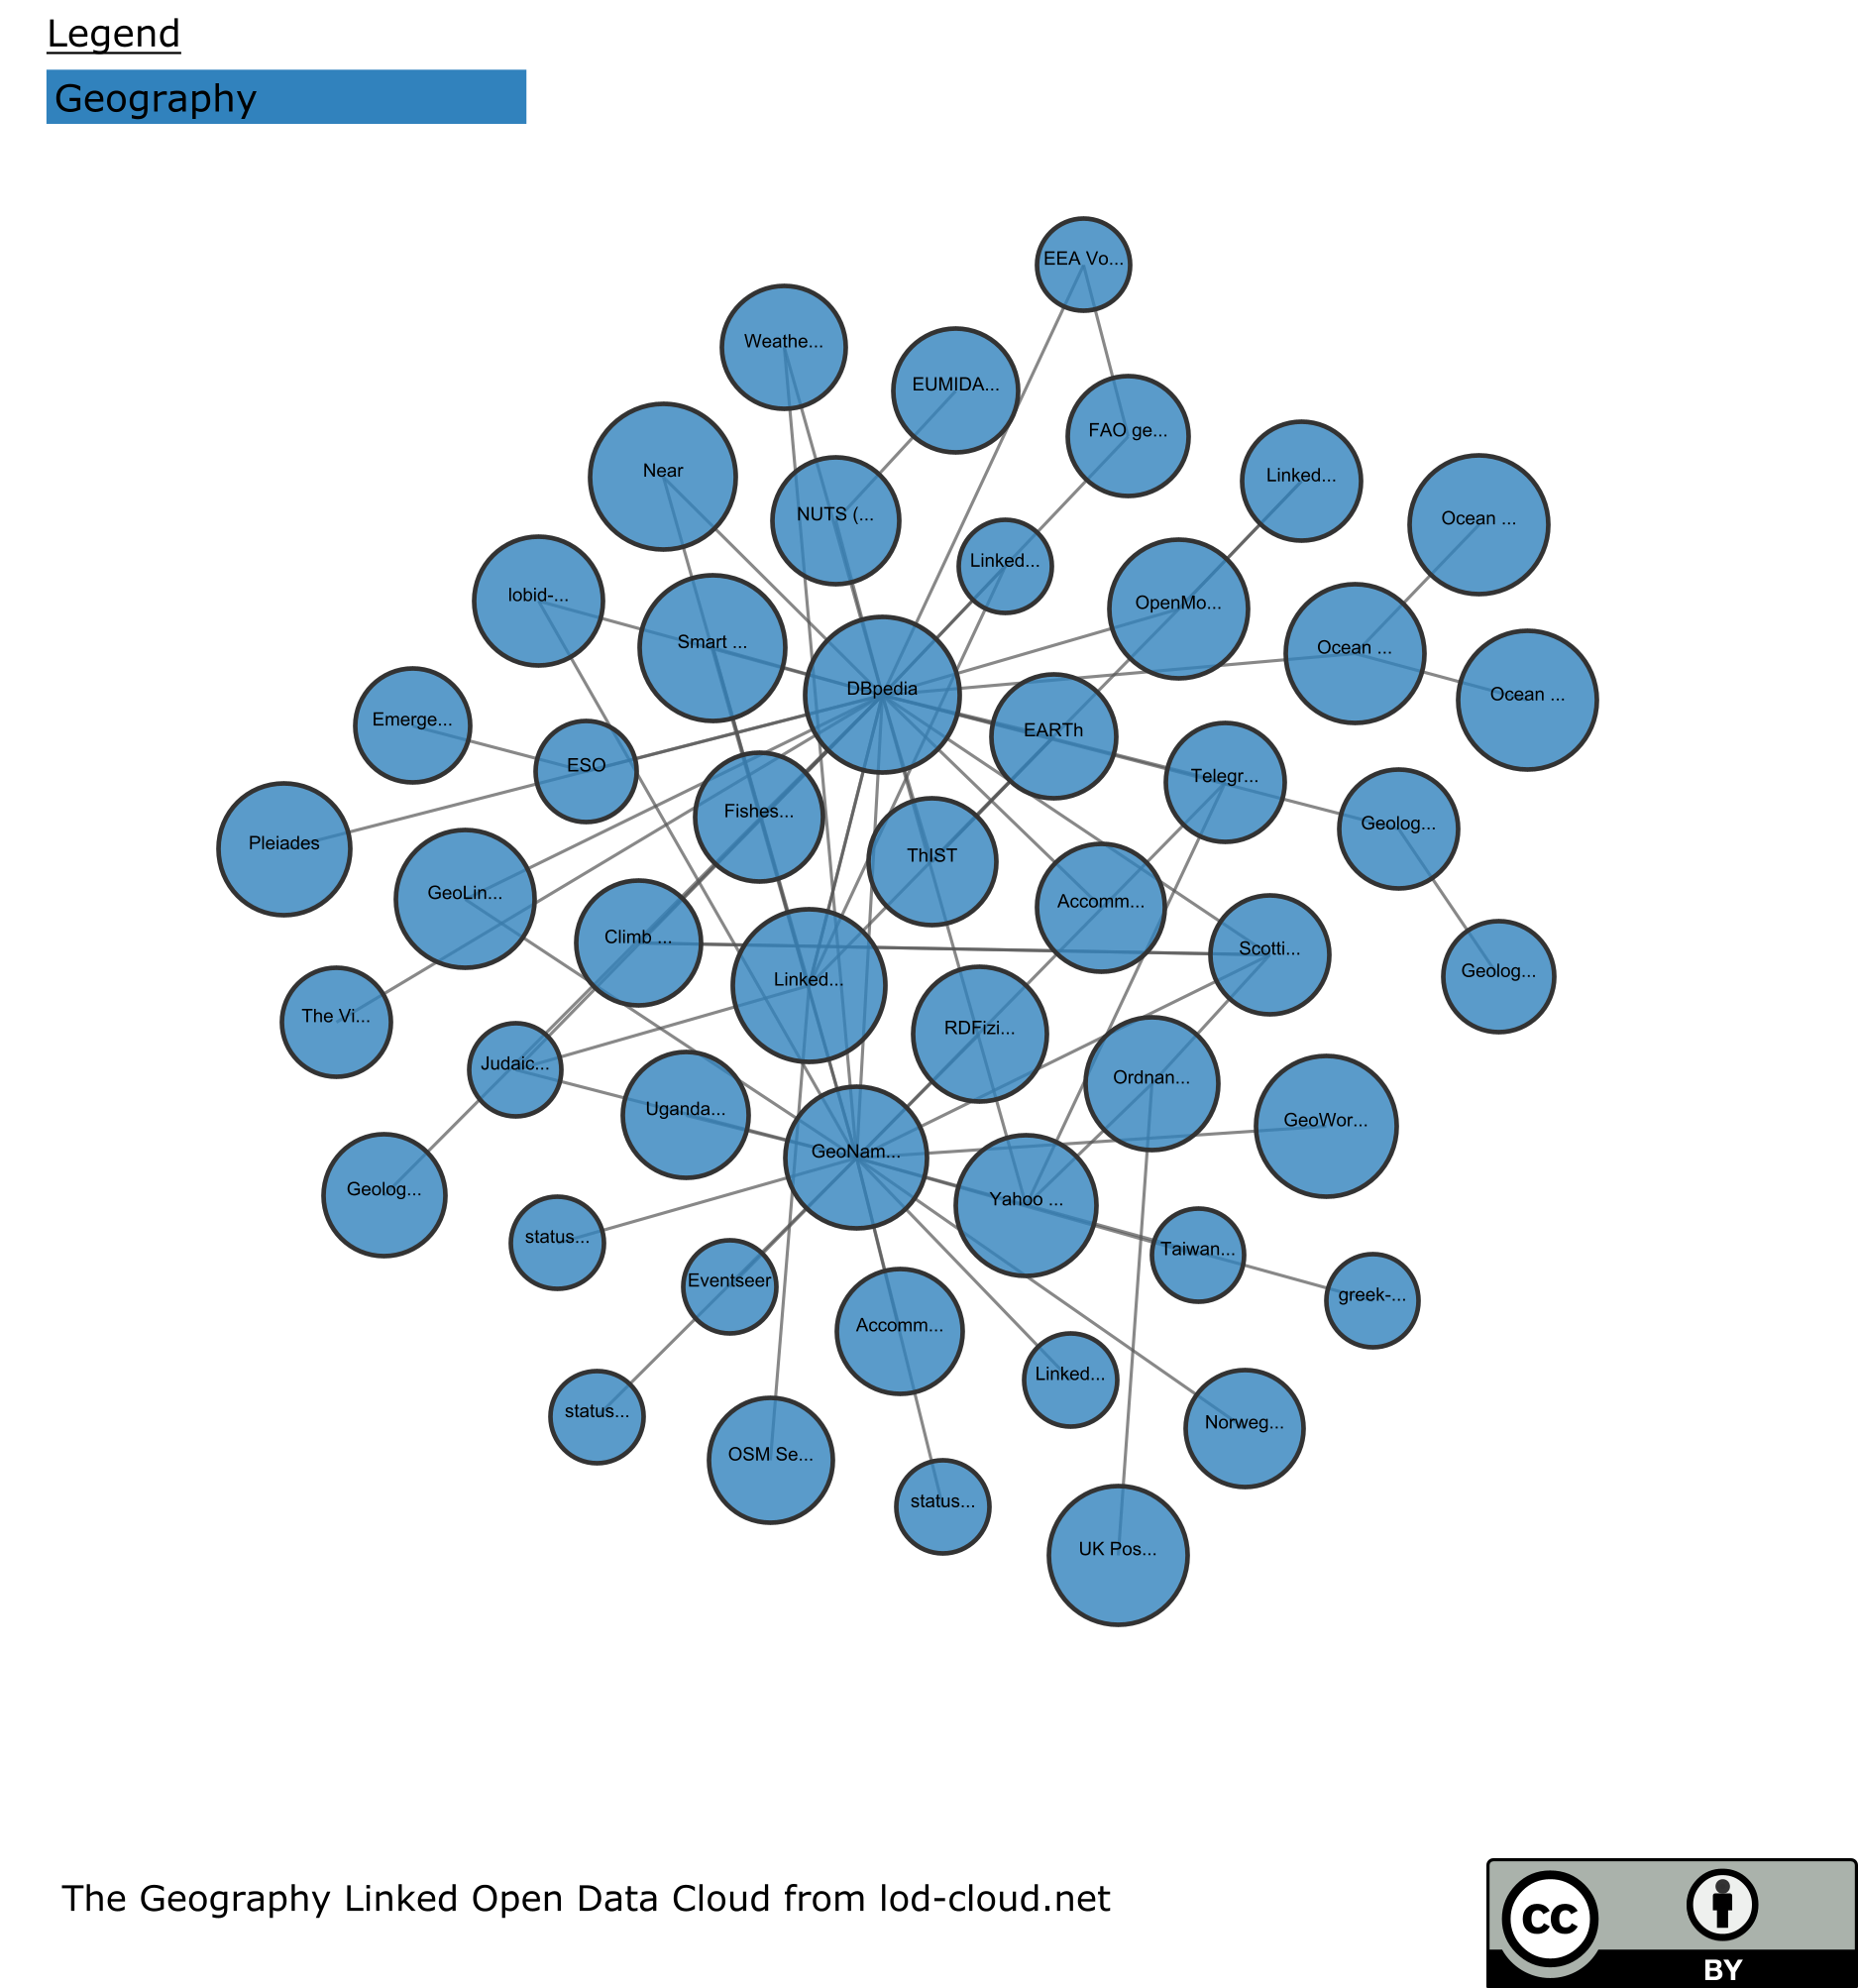 Legend
Geography
EEA Vo...
Weathe...
EUMIDA...
FAO ge...
Near
Linked...
NUTS (...
Ocean ...
Linked...
lobid-...
OpenMo...
Smart ...
Ocean ...
DBpedia
Ocean ...
Emerge...
EARTh
ESO
Telegr...
Fishes...
Geolog...
Pleiades
ThIST
GeoLin...
Accomm...
Climb ...
Scotti...
Geolog...
Linked...
The Vi...
RDFizi...
Judaic...
Ordnan...
Uganda...
GeoWor...
GeoNam...
Geolog...
Yahoo ...
status...
Taiwan...
Eventseer
greek-...
Accomm...
Linked...
status...
Norweg...
OSM Se...
status...
UK Pos...
The Geography Linked Open Data Cloud from lod-cloud.net
cc
BY